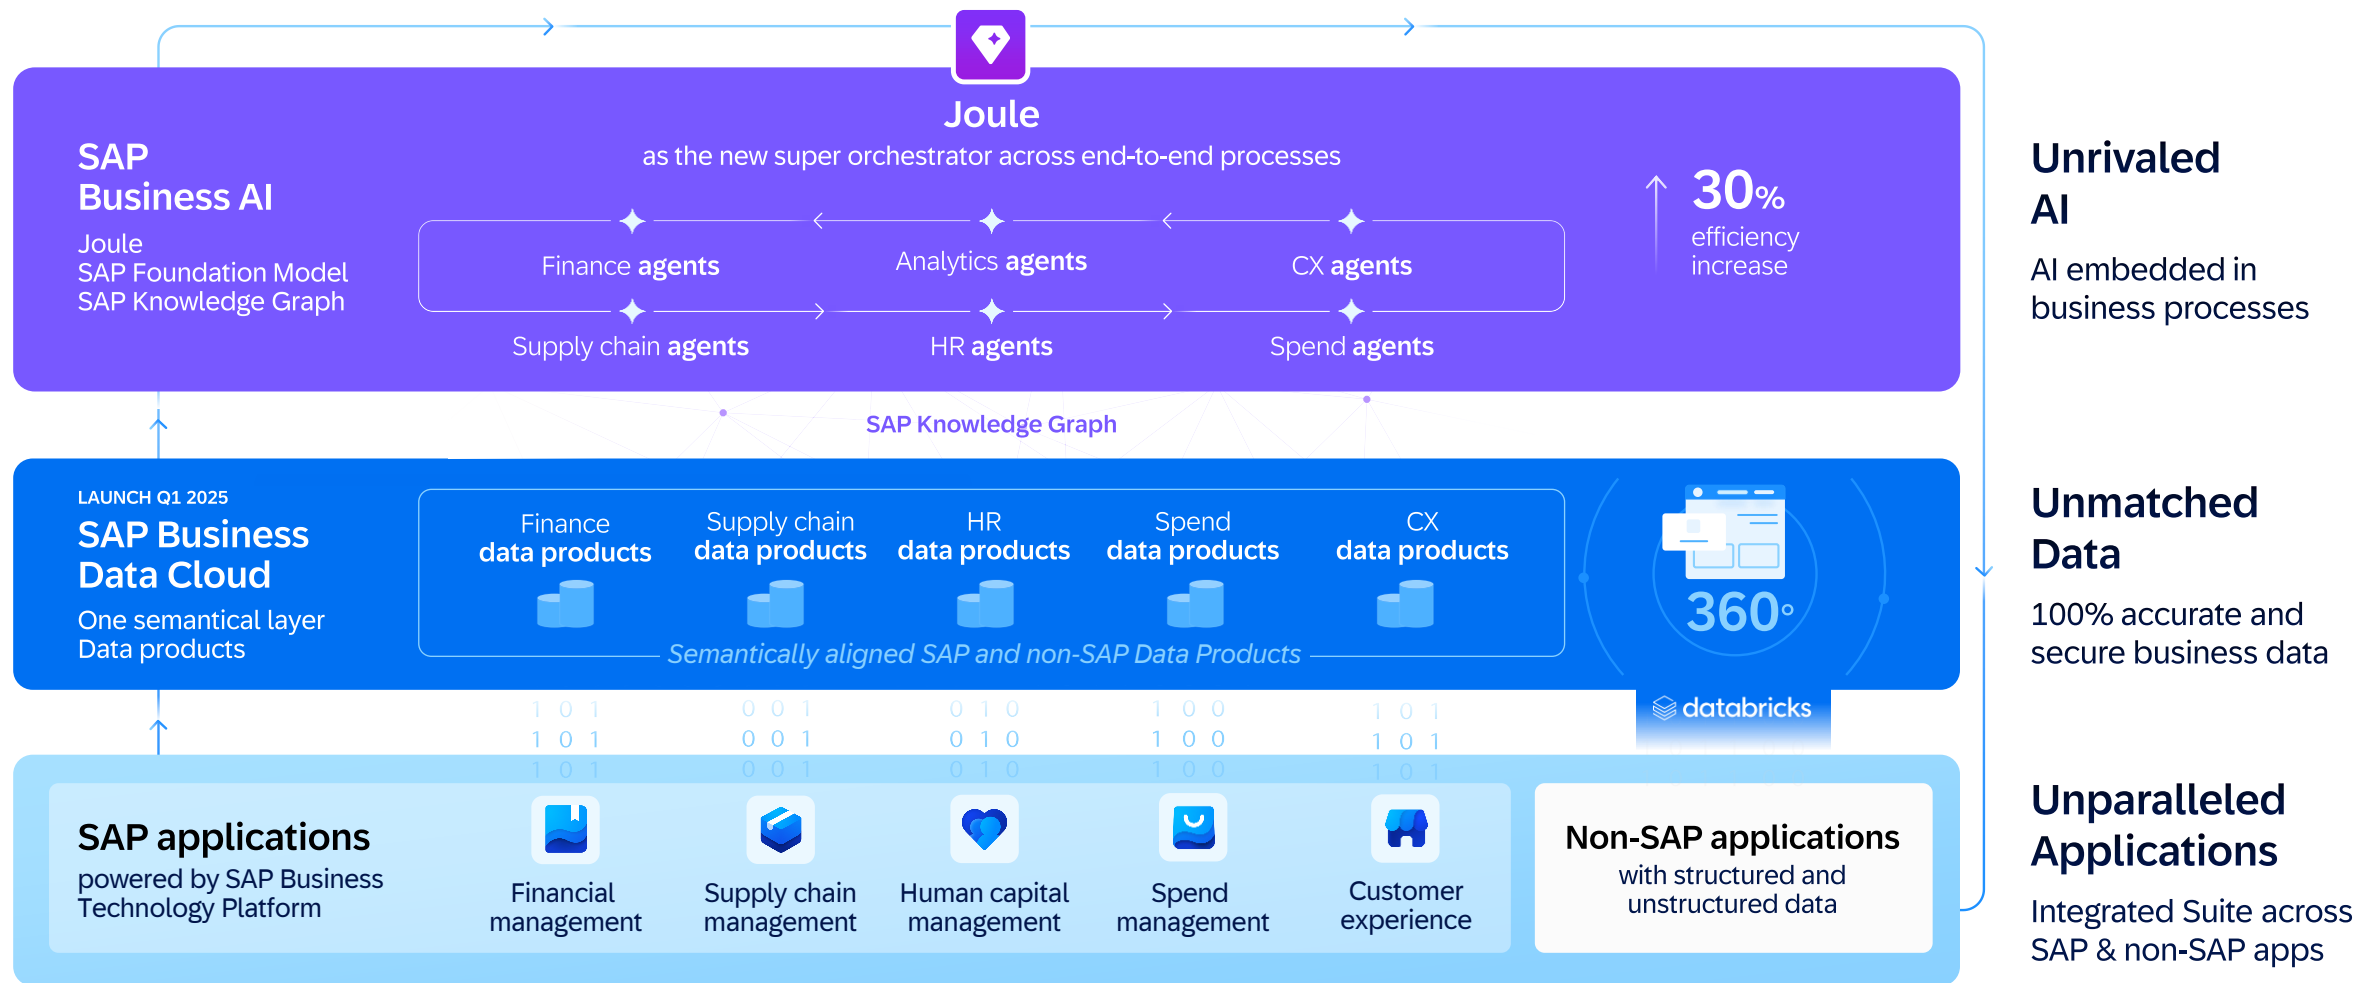 Joule
as the new super orchestrator across end-to-end processes
SAP
Business AI
Joule
SAP Foundation Model
SAP Knowledge Graph
Finance agents
Analytics agents
CX agents
Supply chain agents
HR agents
Spend agents
30%
efficiency
increase
Unrivaled
AI
AI embedded in
business processes
SAP Knowledge Graph
LAUNCH Q1 2025
SAP Business
Data Cloud
One semantical layer
Data products
Finance
data products
Supply chain
data products
HR
data products
Spend
data products
CX
data products
Semantically aligned SAP and non-SAP Data Products
360°
databricks
Unmatched
Data
100% accurate and
secure business data
1 0 1 0 0 1 0 1 0 1 0 0 1 0 1
1 0 1 0 0 1 0 1 0 1 0 0 1 0 1
1 0 1 0 0 1 0 1 0 1 0 0 1 0 1
SAP applications
powered by SAP Business
Technology Platform
Financial
management
Supply chain
management
Human capital
management
Spend
management
Customer
experience
Non-SAP applications
with structured and
unstructured data
Unparalleled
Applications
Integrated Suite across
SAP & non-SAP apps